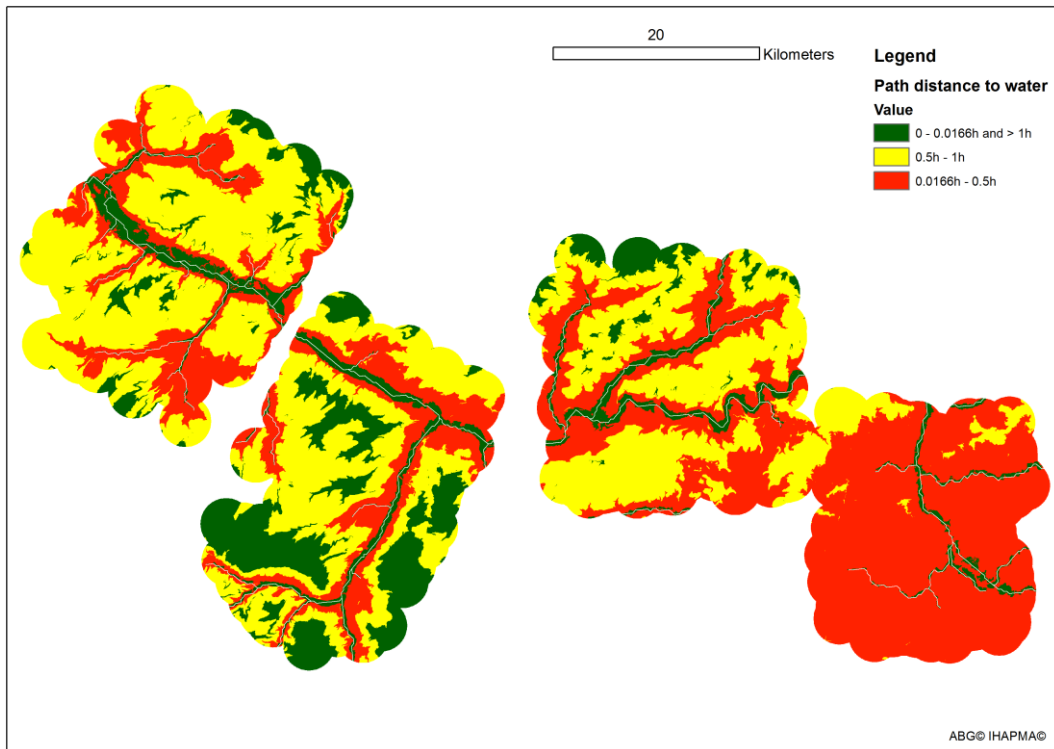 20
Kilometers
Legend
Path distance to water
Value
0 - 0.0166h and > 1h
0.5h - 1h
0.0166h - 0.5h
ABG© IHAPMA©